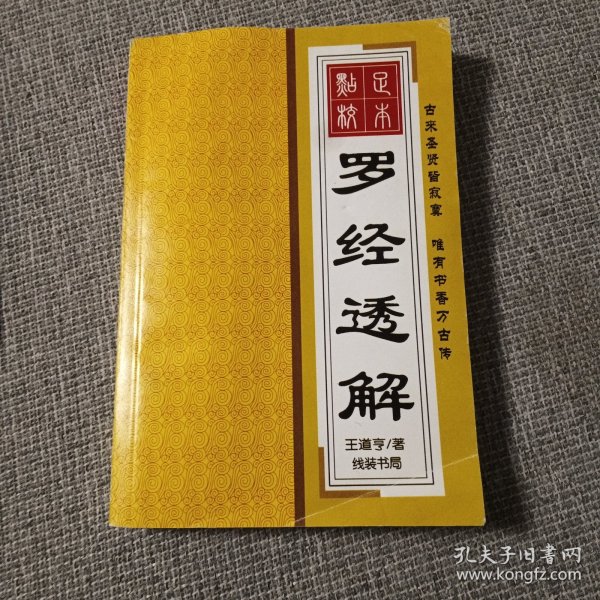 足本
點校
罗经透解
王道亨/著
线装书局
古来圣贤皆寂寞 唯有书香万古传
孔夫子旧书网
www.kongfz.com